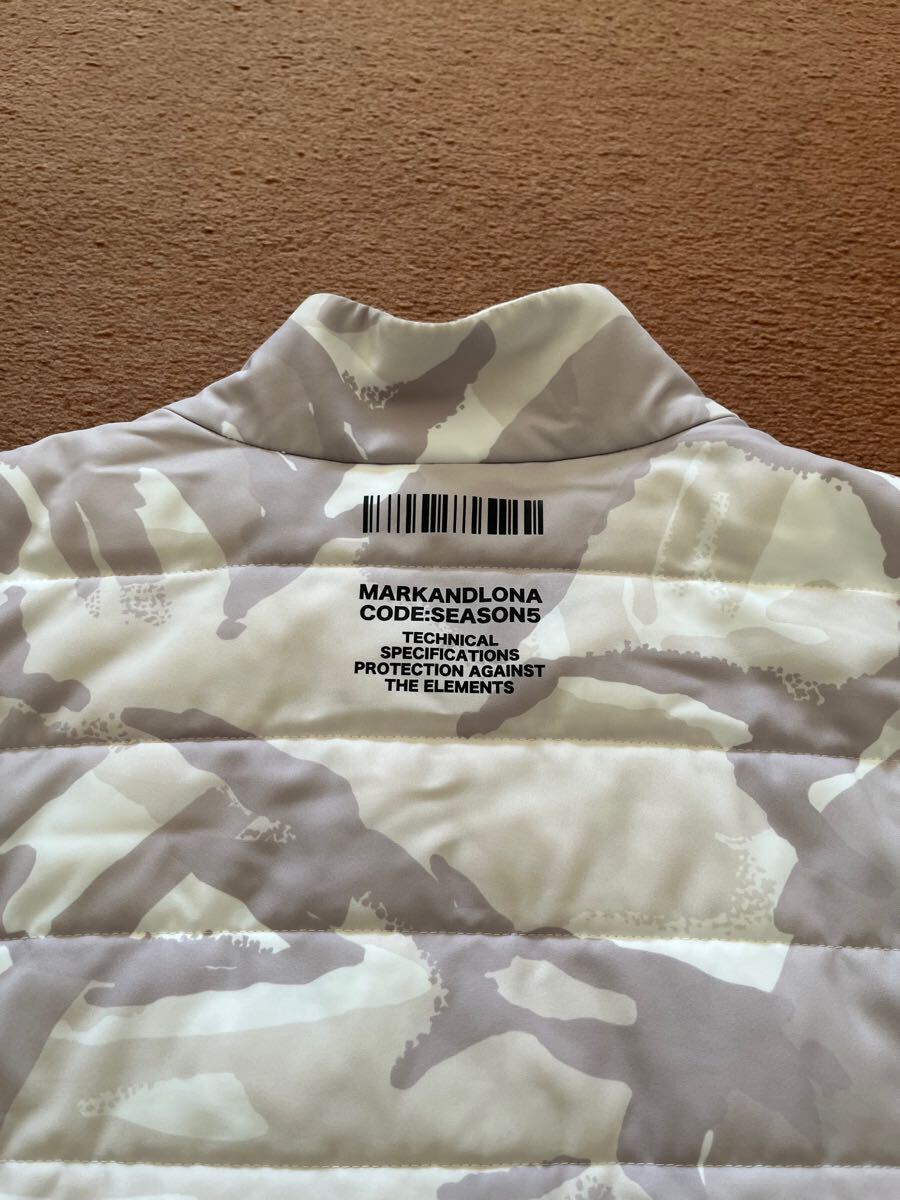 MARKANDLONA
CODE:SEASON5
TECHNICAL
SPECIFICATIONS
PROTECTION AGAINST
THE ELEMENTS